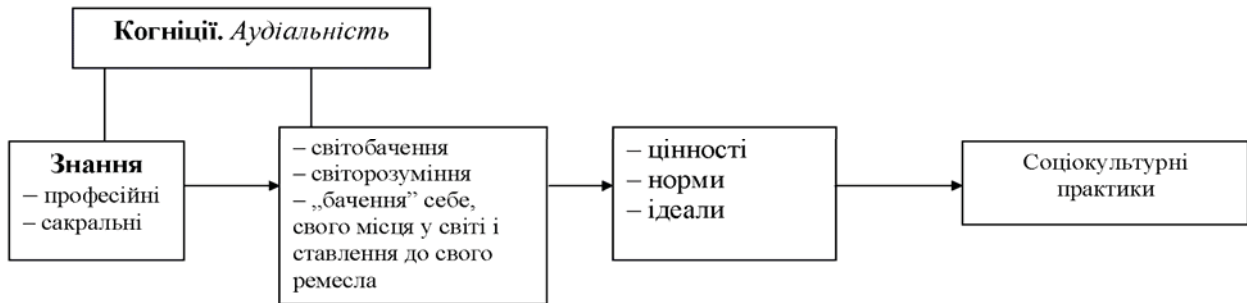 Когніції. Аудіальність
Знання
– професійні
– сакральні
– світобачення
– світорозуміння
– „бачення” себе,
свого місця у світі і
ставлення до свого
ремесла
– цінності
– норми
– ідеали
Соціокультурні
практики